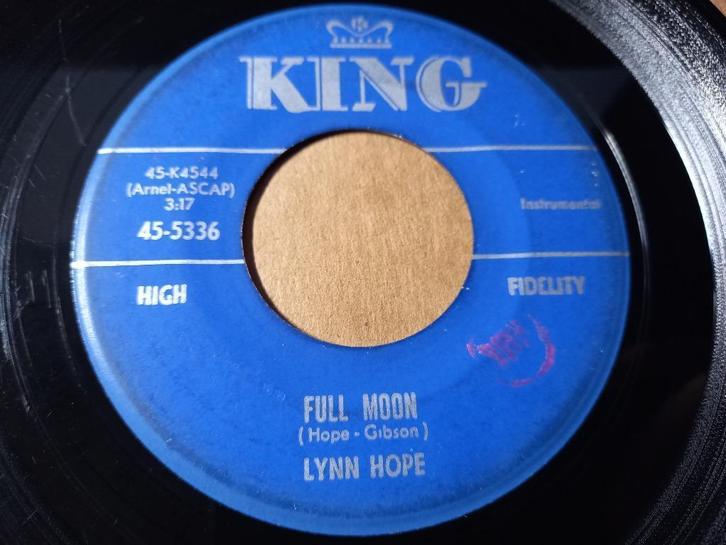 KING
45-K4544
(Arnel-ASCAP)
3:17
45-5336
Instrumental
HIGH FIDELITY
FULL MOON
(Hope - Gibson)
LYNN HOPE